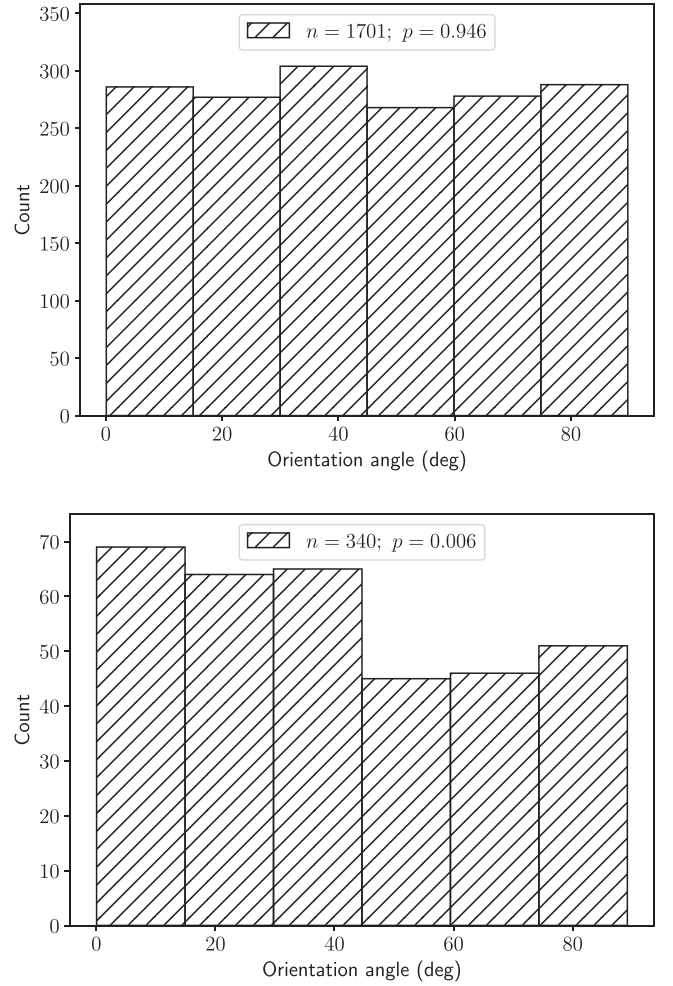 350
n = 1701; p = 0.946
300
250
200
150
100
50
0
Count
0 20 40 60 80
Orientation angle (deg)
70
n = 340; p = 0.006
60
50
40
30
20
10
0
Count
0 20 40 60 80
Orientation angle (deg)